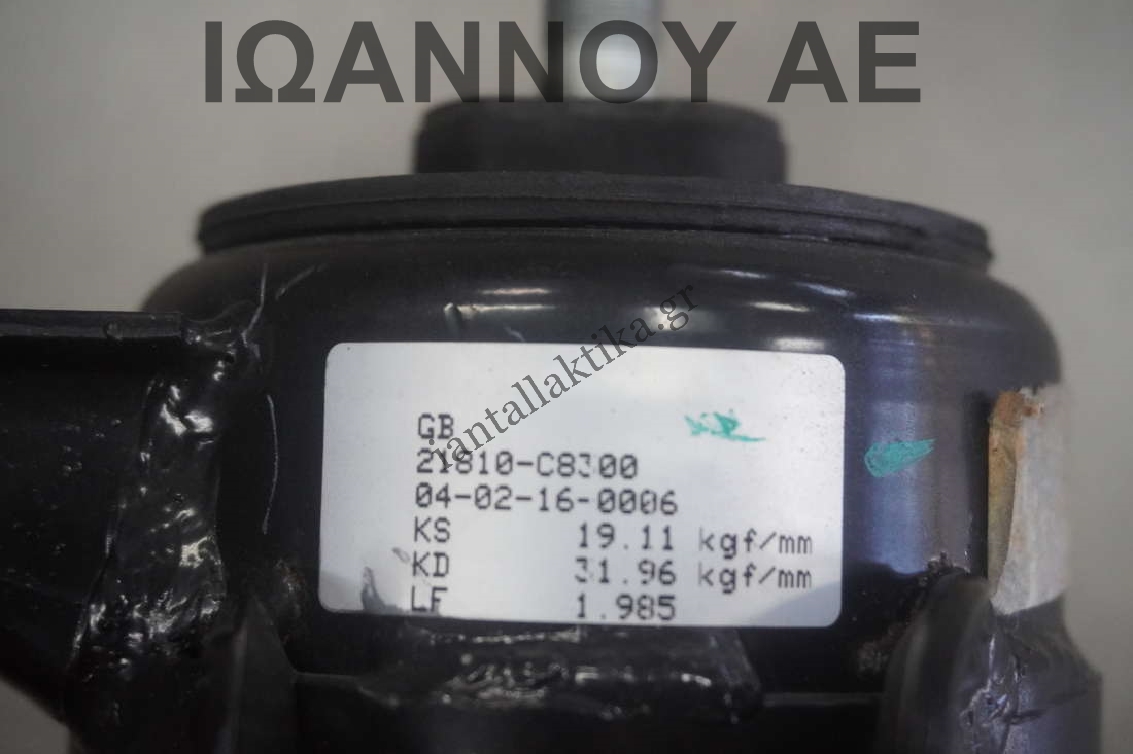 ΙΩΑΝΝΟΥ ΑΕ
iantallaktika.gr
GB
21810-C8300
04-02-16-0006
KS 19.11 kgf/mm
KD 31.96 kgf/mm
LF 1.985